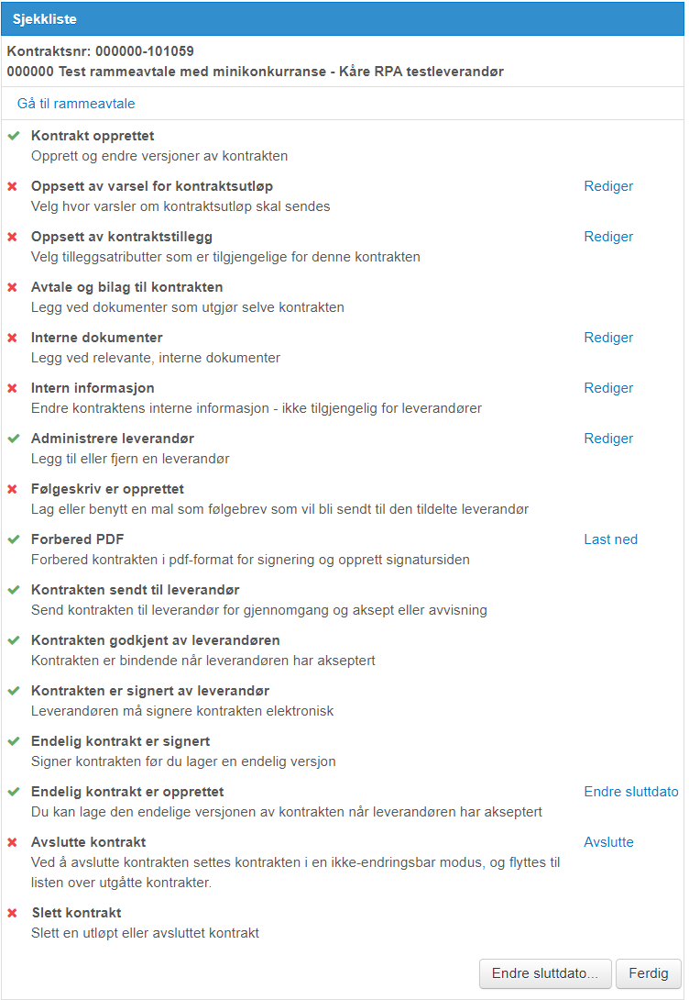 Sjekkliste
Kontraktsnr: 000000-101059
000000 Test rammeavtale med minikonkurranse - Kåre RPA testleverandør
Gå til rammeavtale
Kontrakt opprettet
Opprett og endre versjoner av kontrakten
Oppsett av varsel for kontraktsutløp Rediger
Velg hvor varsler om kontraktsutløp skal sendes
Oppsett av kontraktstillegg Rediger
Velg tilleggsatributter som er tilgjengelige for denne kontrakten
Avtale og bilag til kontrakten
Legg ved dokumenter som utgjør selve kontrakten
Interne dokumenter Rediger
Legg ved relevante, interne dokumenter
Intern informasjon Rediger
Endre kontraktens interne informasjon - ikke tilgjengelig for leverandører
Administrere leverandør Rediger
Legg til eller fjern en leverandør
Følgeskriv er opprettet
Lag eller benytt en mal som følgebrev som vil bli sendt til den tildelte leverandør
Forbered PDF Last ned
Forbered kontrakten i pdf-format for signering og opprett signatursiden
Kontrakten sendt til leverandør
Send kontrakten til leverandør for gjennomgang og aksept eller avvisning
Kontrakten godkjent av leverandøren
Kontrakten er bindende når leverandøren har akseptert
Kontrakten er signert av leverandør
Leverandøren må signere kontrakten elektronisk
Endelig kontrakt er signert
Signer kontrakten før du lager en endelig versjon
Endelig kontrakt er opprettet Endre sluttdato
Du kan lage den endelige versjonen av kontrakten når leverandøren har akseptert
Avslutte kontrakt Avslutte
Ved å avslutte kontrakten settes kontrakten i en ikke-endringsbar modus, og flyttes til
listen over utgåtte kontrakter.
Slett kontrakt
Slett en utløpt eller avsluttet kontrakt
Endre sluttdato... Ferdig